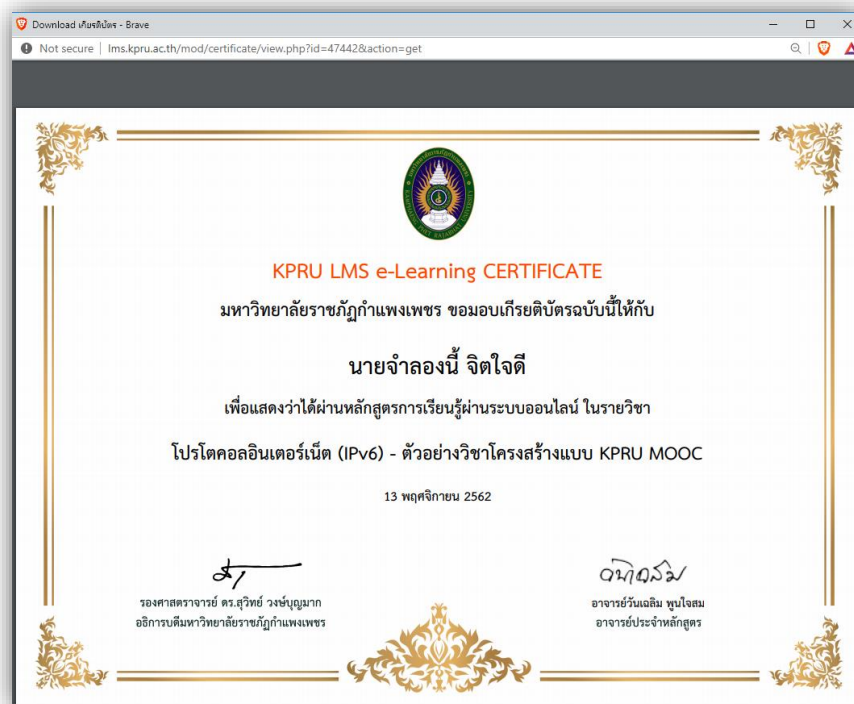 Download เกียรติบัตร - Brave
Not secure | lms.kpru.ac.th/mod/certificate/view.php?id=47442&action=get
KPRU LMS e-Learning CERTIFICATE
มหาวิทยาลัยราชภัฏกำแพงเพชร ขอมอบเกียรติบัตรฉบับนี้ให้กับ
นายจำลองนี้ จิตใจดี
เพื่อแสดงว่าได้ผ่านหลักสูตรการเรียนรู้ผ่านระบบออนไลน์ ในรายวิชา
โปรโตคอลอินเตอร์เน็ต (IPv6) - ตัวอย่างวิชาโครงสร้างแบบ KPRU MOOC
13 พฤศจิกายน 2562
รองศาสตราจารย์ ดร.สุวิทย์ วงษ์บุญมาก
อธิการบดีมหาวิทยาลัยราชภัฏกำแพงเพชร
อาจารย์วันเฉลิม พูนใจสม
อาจารย์ประจำหลักสูตร